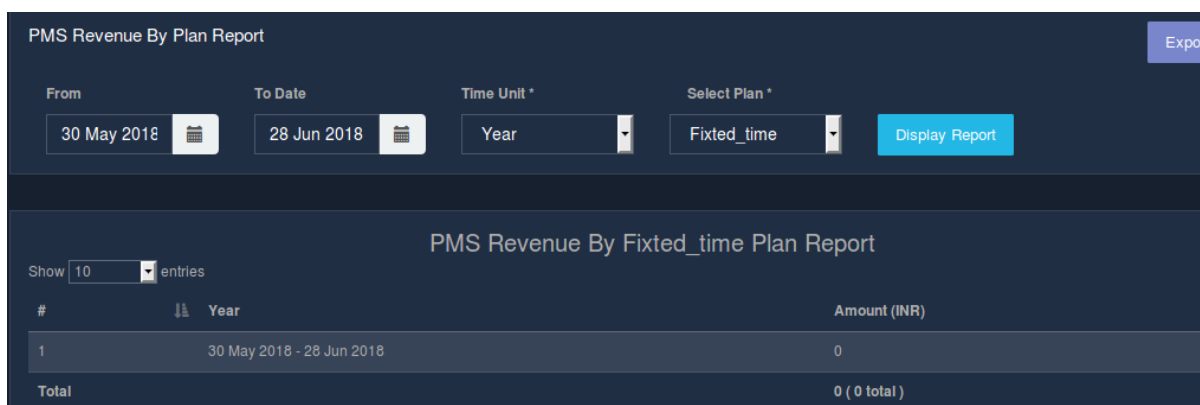 PMS Revenue By Plan Report
Expo
From To Date Time Unit * Select Plan *
30 May 2018 28 Jun 2018 Year Fixted_time Display Report
PMS Revenue By Fixted_time Plan Report
Show 10 entries
# Year Amount (INR)
1 30 May 2018 - 28 Jun 2018 0
Total 0 ( 0 total )